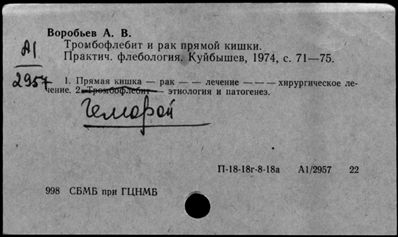 Воробьев А. В.
А1
2957
Тромбофлебит и рак прямой кишки.
Практич. флебология, Куйбышев, 1974, с. 71—75.
1. Прямая кишка — рак — — лечение — — — хирургическое ле-
чение. 2. Тромбофлебит — этиология и патогенез.
Геморрой
П-18-18г-8-18а А1/2957 22
998 СБМБ при ГЦНМБ